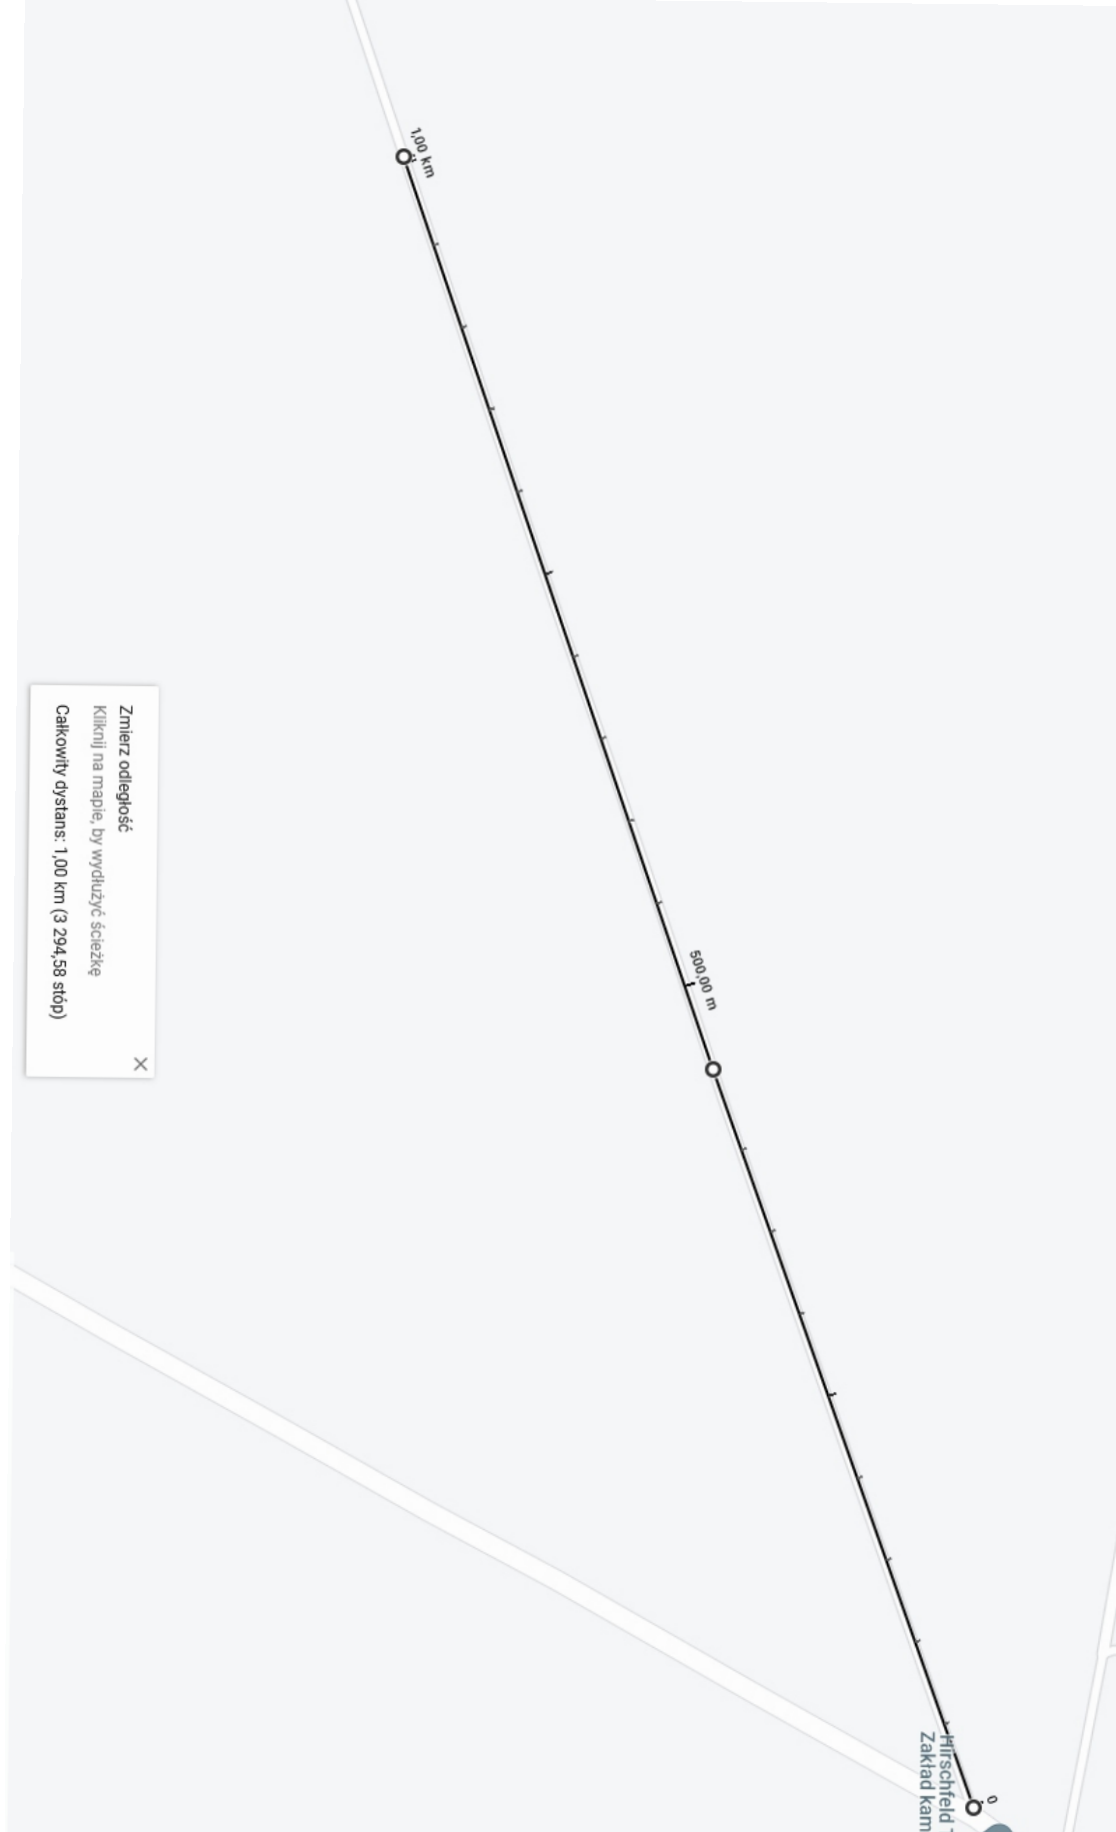 1,00 km
500,00 m
0
Hirschfeld
Zakład kam
Zmierz odległość
Kliknij na mapie, by wydłużyć ścieżkę
Całkowity dystans: 1,00 km (3 294,58 stóp)